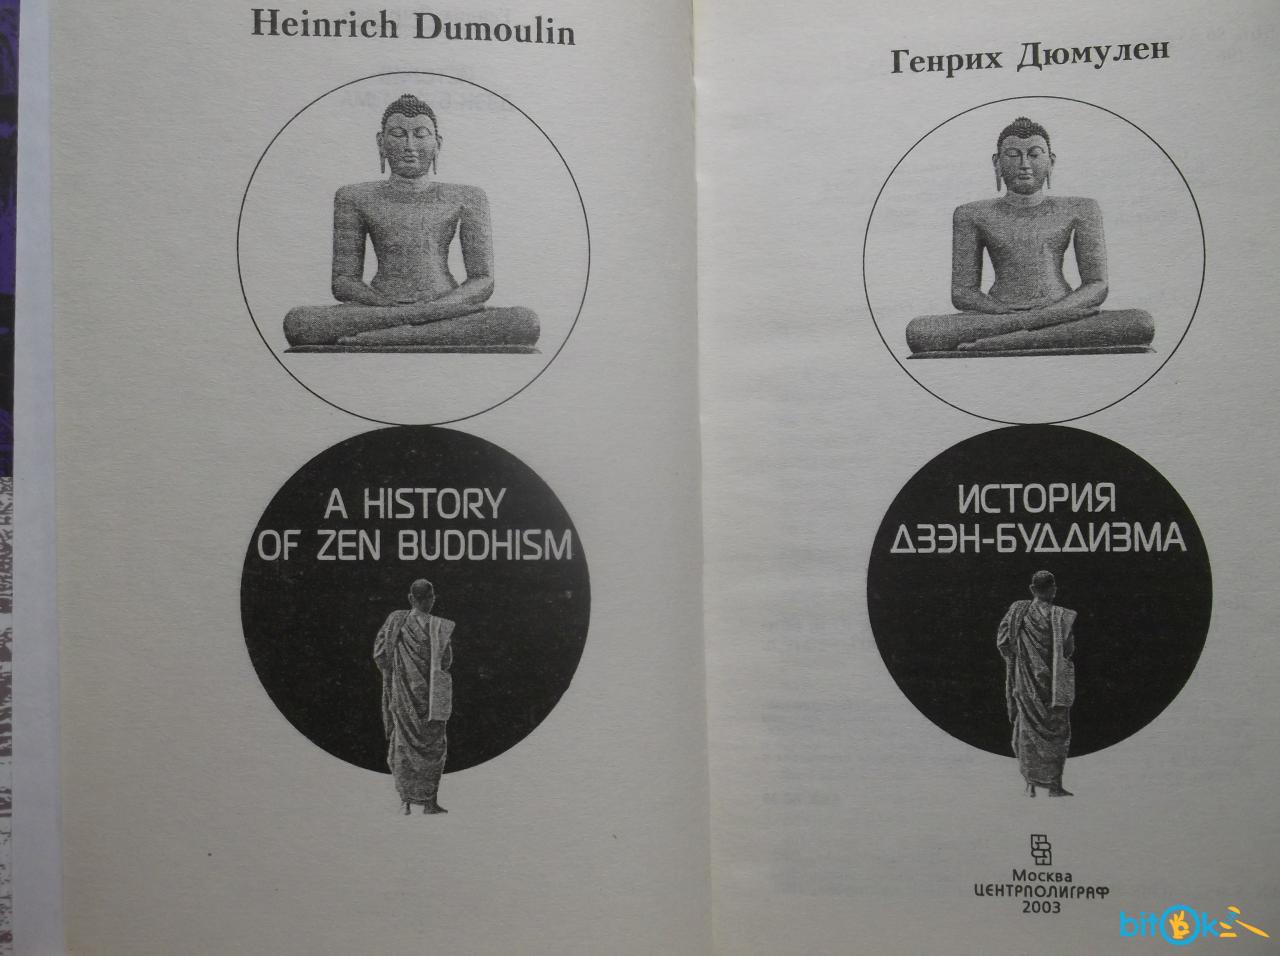 Heinrich Dumoulin
A HISTORY
OF ZEN BUDDHISM
Генрих Дюмулен
ИСТОРИЯ
ДЗЭН-БУДДИЗМА
Москва
ЦЕНТРПОЛИГРАФ
2003
bitOk